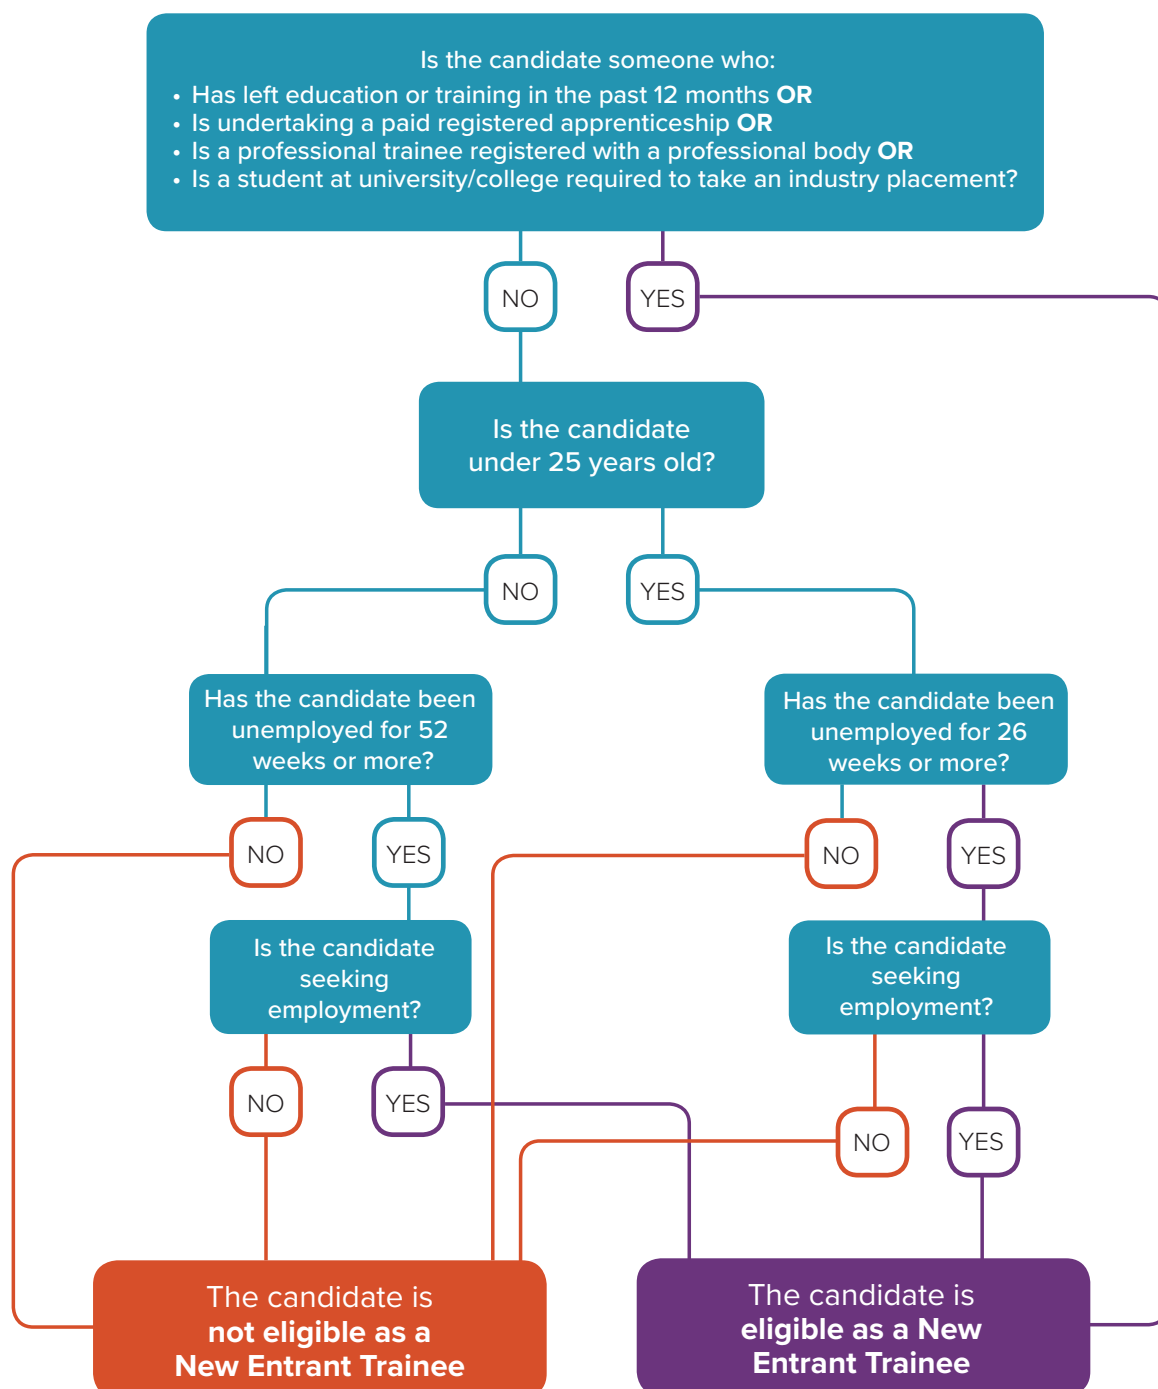 Is the candidate someone who:
• Has left education or training in the past 12 months OR
• Is undertaking a paid registered apprenticeship OR
• Is a professional trainee registered with a professional body OR
• Is a student at university/college required to take an industry placement?
NO
YES
Is the candidate
under 25 years old?
NO
YES
Has the candidate been
unemployed for 52
weeks or more?
Has the candidate been
unemployed for 26
weeks or more?
NO
YES
NO
YES
Is the candidate
seeking
employment?
Is the candidate
seeking
employment?
NO
YES
NO
YES
The candidate is
not eligible as a
New Entrant Trainee
The candidate is
eligible as a New
Entrant Trainee